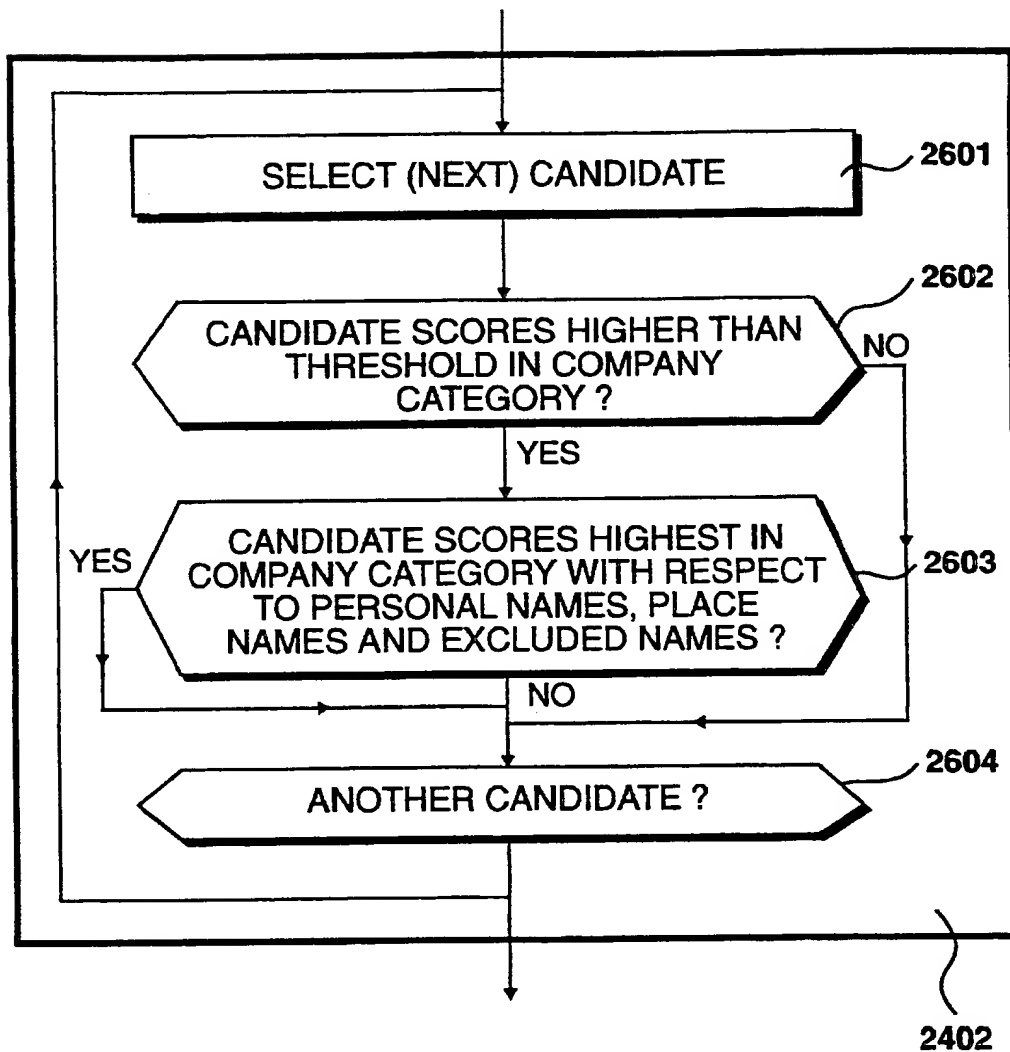 SELECT (NEXT) CANDIDATE
2601
2602
CANDIDATE SCORES HIGHER THAN
THRESHOLD IN COMPANY
CATEGORY ?
NO
YES
CANDIDATE SCORES HIGHEST IN
COMPANY CATEGORY WITH RESPECT
TO PERSONAL NAMES, PLACE
NAMES AND EXCLUDED NAMES ?
YES
2603
NO
2604
ANOTHER CANDIDATE ?
2402